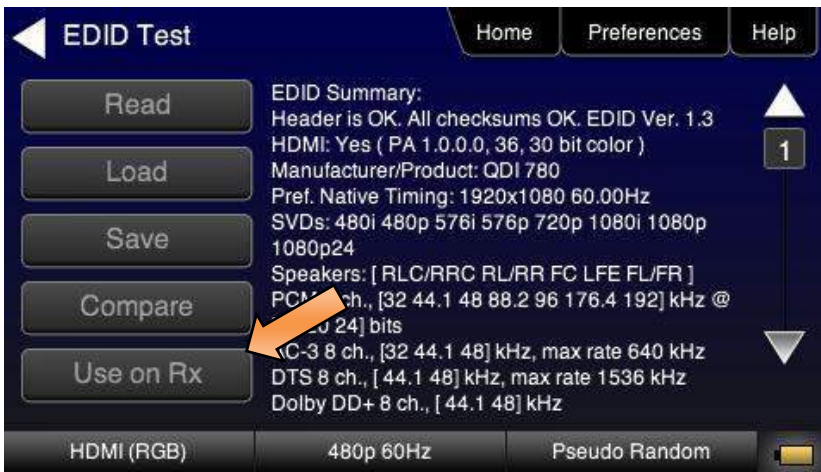 EDID Test
Home
Preferences
Help
Read
Load
Save
Compare
Use on Rx
EDID Summary:
Header is OK. All checksums OK. EDID Ver. 1.3
HDMI: Yes ( PA 1.0.0.0, 36, 30 bit color )
Manufacturer/Product: QDI 780
Pref. Native Timing: 1920x1080 60.00Hz
SVDs: 480i 480p 576i 576p 720p 1080i 1080p
1080p24
Speakers: [ RLC/RRC RL/RR FC LFE FL/FR ]
ch., [32 44.1 48 88.2 96 176.4 192] kHz @
24] bits
8 ch., [32 44.1 48] kHz, max rate 640 kHz
DTS 8 ch., [ 44.1 48] kHz, max rate 1536 kHz
Dolby DD+ 8 ch., [ 44.1 48] kHz
1
HDMI (RGB)
480p 60Hz
Pseudo Random